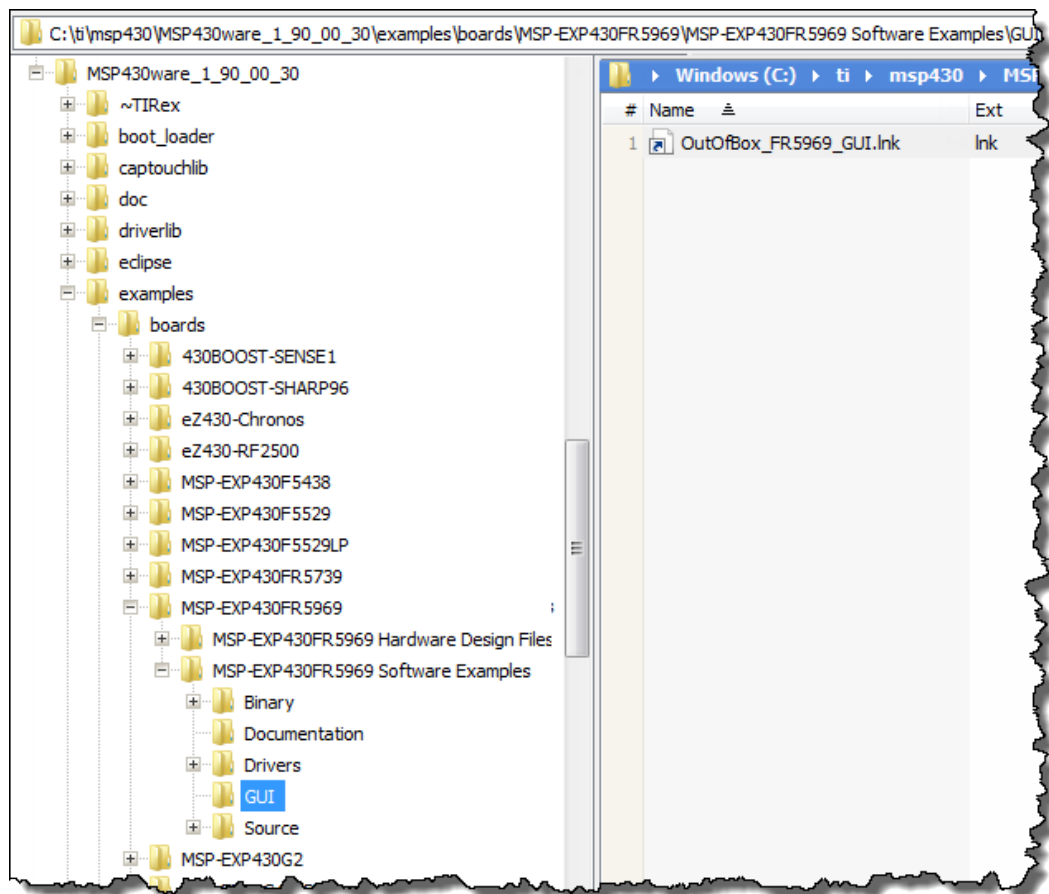 C:\ti\msp430\MSP430ware_1_90_00_30\examples\boards\MSP-EXP430FR5969\MSP-EXP430FR5969 Software Examples\GUI
MSP430ware_1_90_00_30
~TIRex
boot_loader
captouchlib
doc
driverlib
eclipse
examples
boards
430BOOST-SENSE1
430BOOST-SHARP96
eZ430-Chronos
eZ430-RF2500
MSP-EXP430F5438
MSP-EXP430F5529
MSP-EXP430F5529LP
MSP-EXP430FR5739
MSP-EXP430FR5969
MSP-EXP430FR5969 Hardware Design Files
MSP-EXP430FR5969 Software Examples
Binary
Documentation
Drivers
GUI
Source
MSP-EXP430G2
Windows (C:) ti msp430 MSP
# Name Ext
1 OutOfBox_FR5969_GUI.lnk lnk